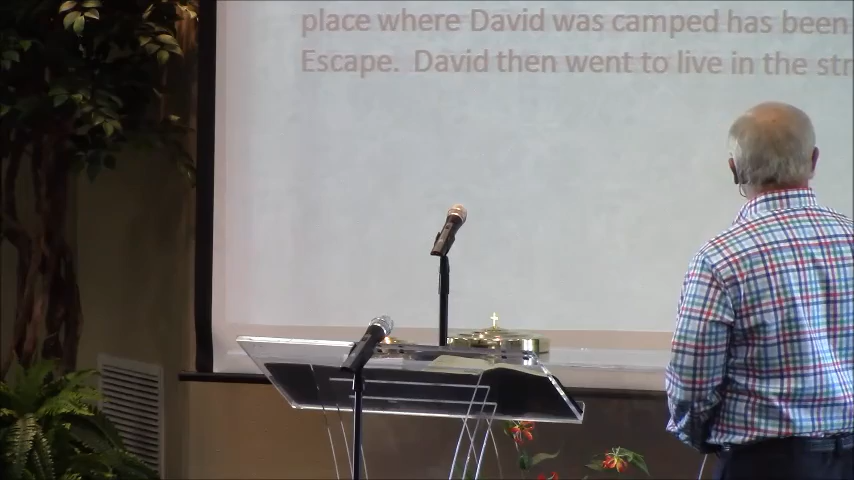 place where David was camped has been
Escape. David then went to live in the